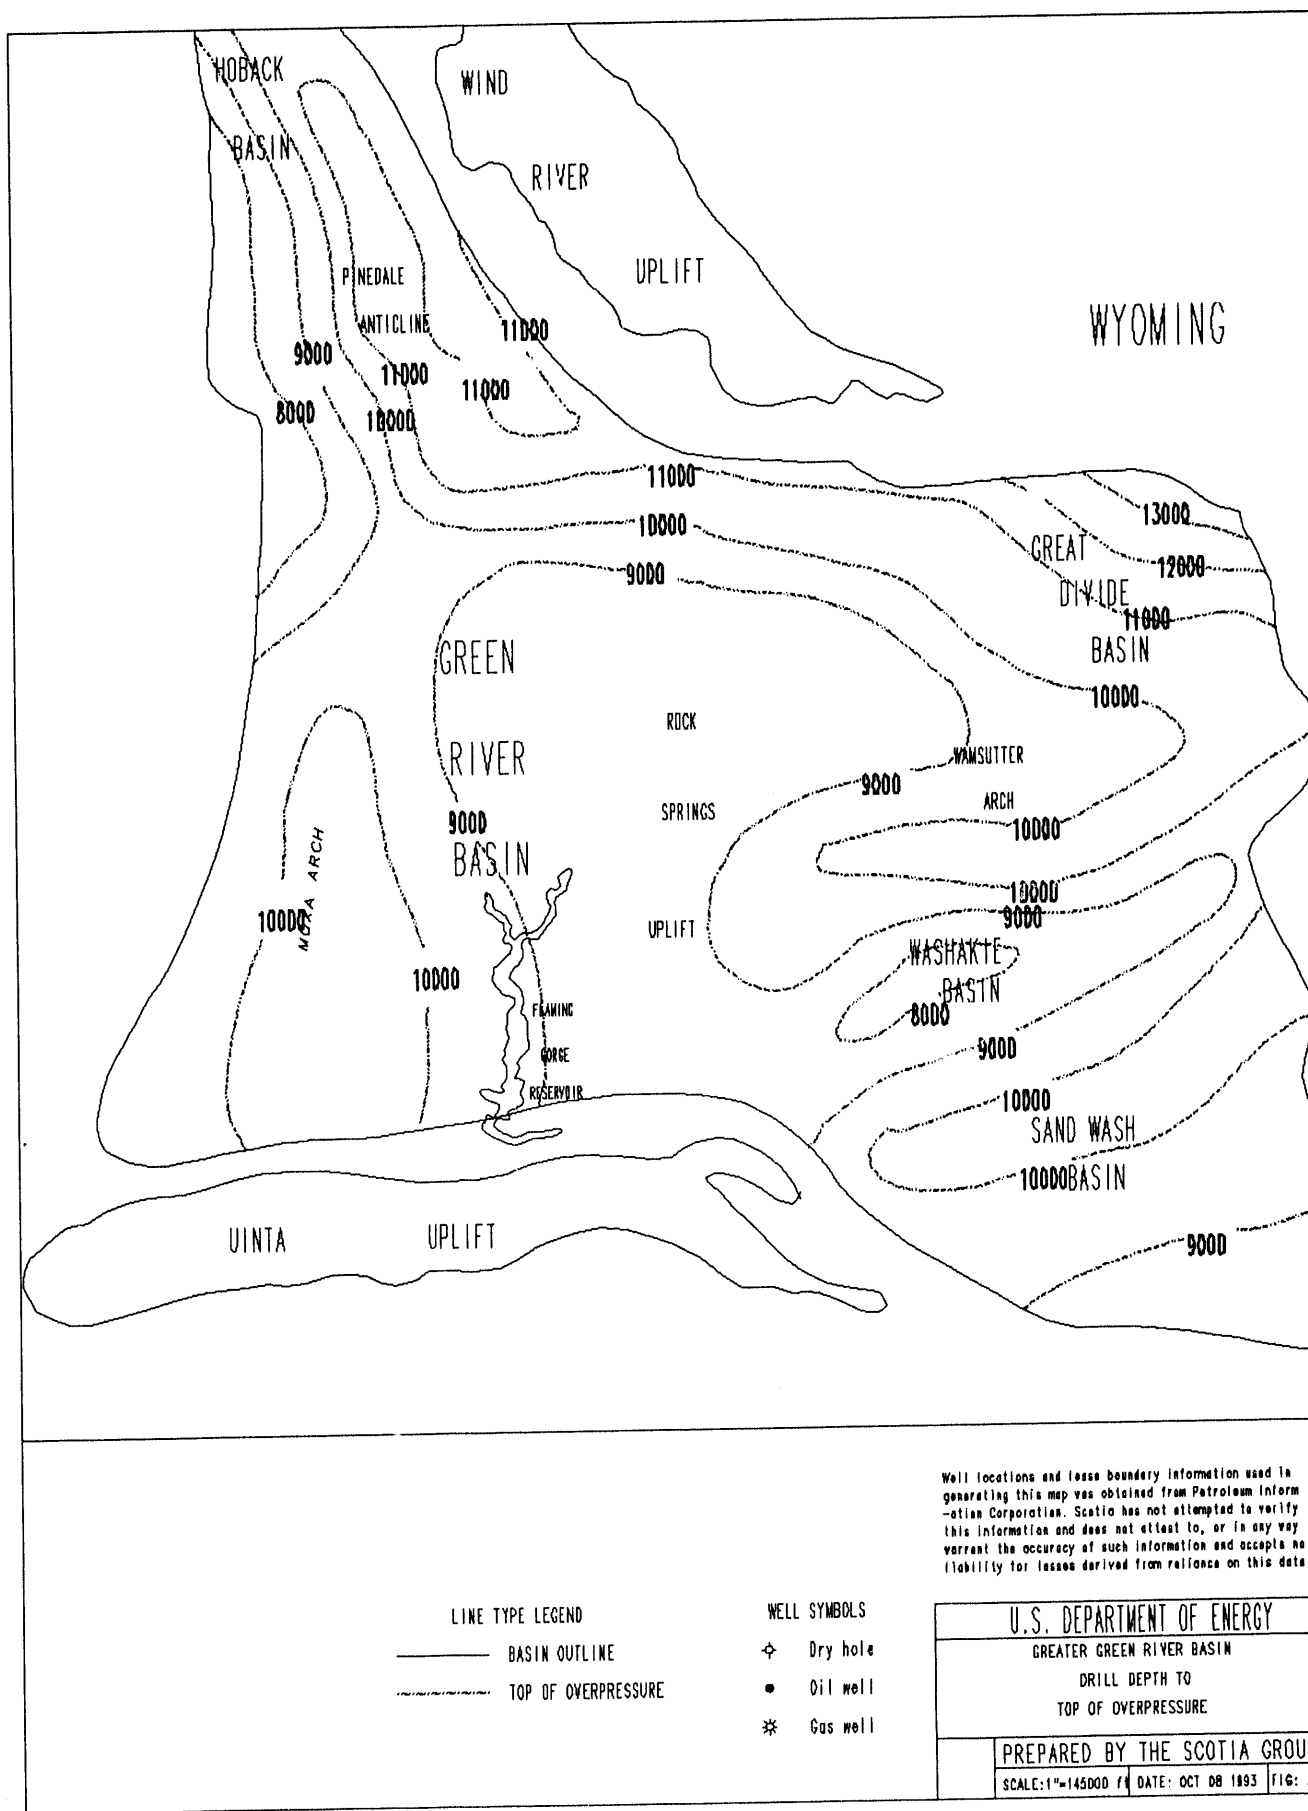 HOBACK
BASIN
WIND
RIVER
UPLIFT
WYOMING
PINEDALE
ANTICLINE
11000
9000
11000
11000
8000
10000
11000
10000
9000
13000
GREAT
12000
DIVIDE
11000
BASIN
10000
GREEN
RIVER
BASIN
ROCK
SPRINGS
UPLIFT
WAMSUTTER
ARCH
9000
10000
9000
10000
9000
MOXA ARCH
10000
10000
WASHAKIE
BASIN
8000
FLAMING
GORGE
RESERVOIR
9000
10000
SAND WASH
BASIN
10000
9000
UINTA UPLIFT
Well locations and lease boundary information used in
generating this map was obtained from Petroleum Inform
-ation Corporation. Scotia has not attempted to verify
this information and does not attest to, or in any way
warrant the accuracy of such information and accepts no
liability for losses derived from reliance on this data
LINE TYPE LEGEND
BASIN OUTLINE
TOP OF OVERPRESSURE
WELL SYMBOLS
Dry hole
Oil well
Gas well
U.S. DEPARTMENT OF ENERGY
GREATER GREEN RIVER BASIN
DRILL DEPTH TO
TOP OF OVERPRESSURE
PREPARED BY THE SCOTIA GROU
SCALE:1"=145000 ft DATE: OCT 08 1993 FIG: